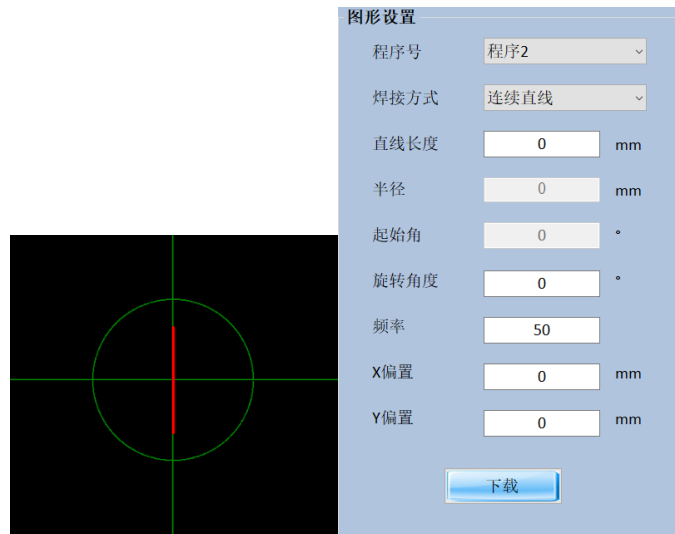 图形设置
程序号 程序2
焊接方式 连续直线
直线长度 0 mm
半径 0 mm
起始角 0 °
旋转角度 0 °
频率 50
X偏置 0 mm
Y偏置 0 mm
下载